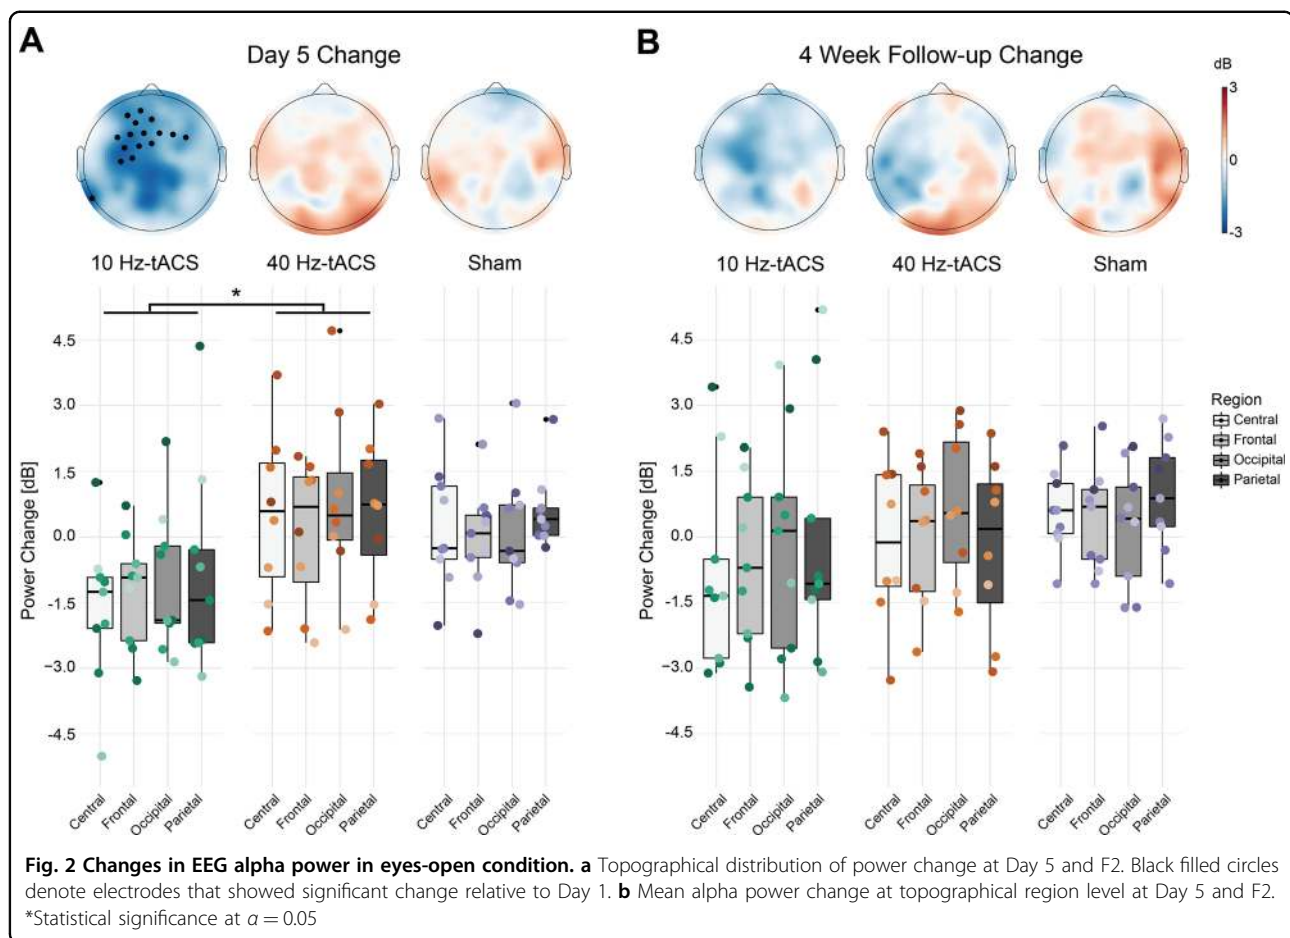 A
B
Day 5 Change
4 Week Follow-up Change
dB
3
0
-3
10 Hz-tACS
40 Hz-tACS
Sham
10 Hz-tACS
40 Hz-tACS
Sham
*
Power Change [dB]
4.5
3.0
1.5
0.0
-1.5
-3.0
-4.5
Central
Frontal
Occipital
Parietal
Central
Frontal
Occipital
Parietal
Central
Frontal
Occipital
Parietal
Power Change [dB]
4.5
3.0
1.5
0.0
-1.5
-3.0
-4.5
Central
Frontal
Occipital
Parietal
Central
Frontal
Occipital
Parietal
Central
Frontal
Occipital
Parietal
Region
Central
Frontal
Occipital
Parietal
Fig. 2 Changes in EEG alpha power in eyes-open condition. a Topographical distribution of power change at Day 5 and F2. Black filled circles
denote electrodes that showed significant change relative to Day 1. b Mean alpha power change at topographical region level at Day 5 and F2.
*Statistical significance at α = 0.05